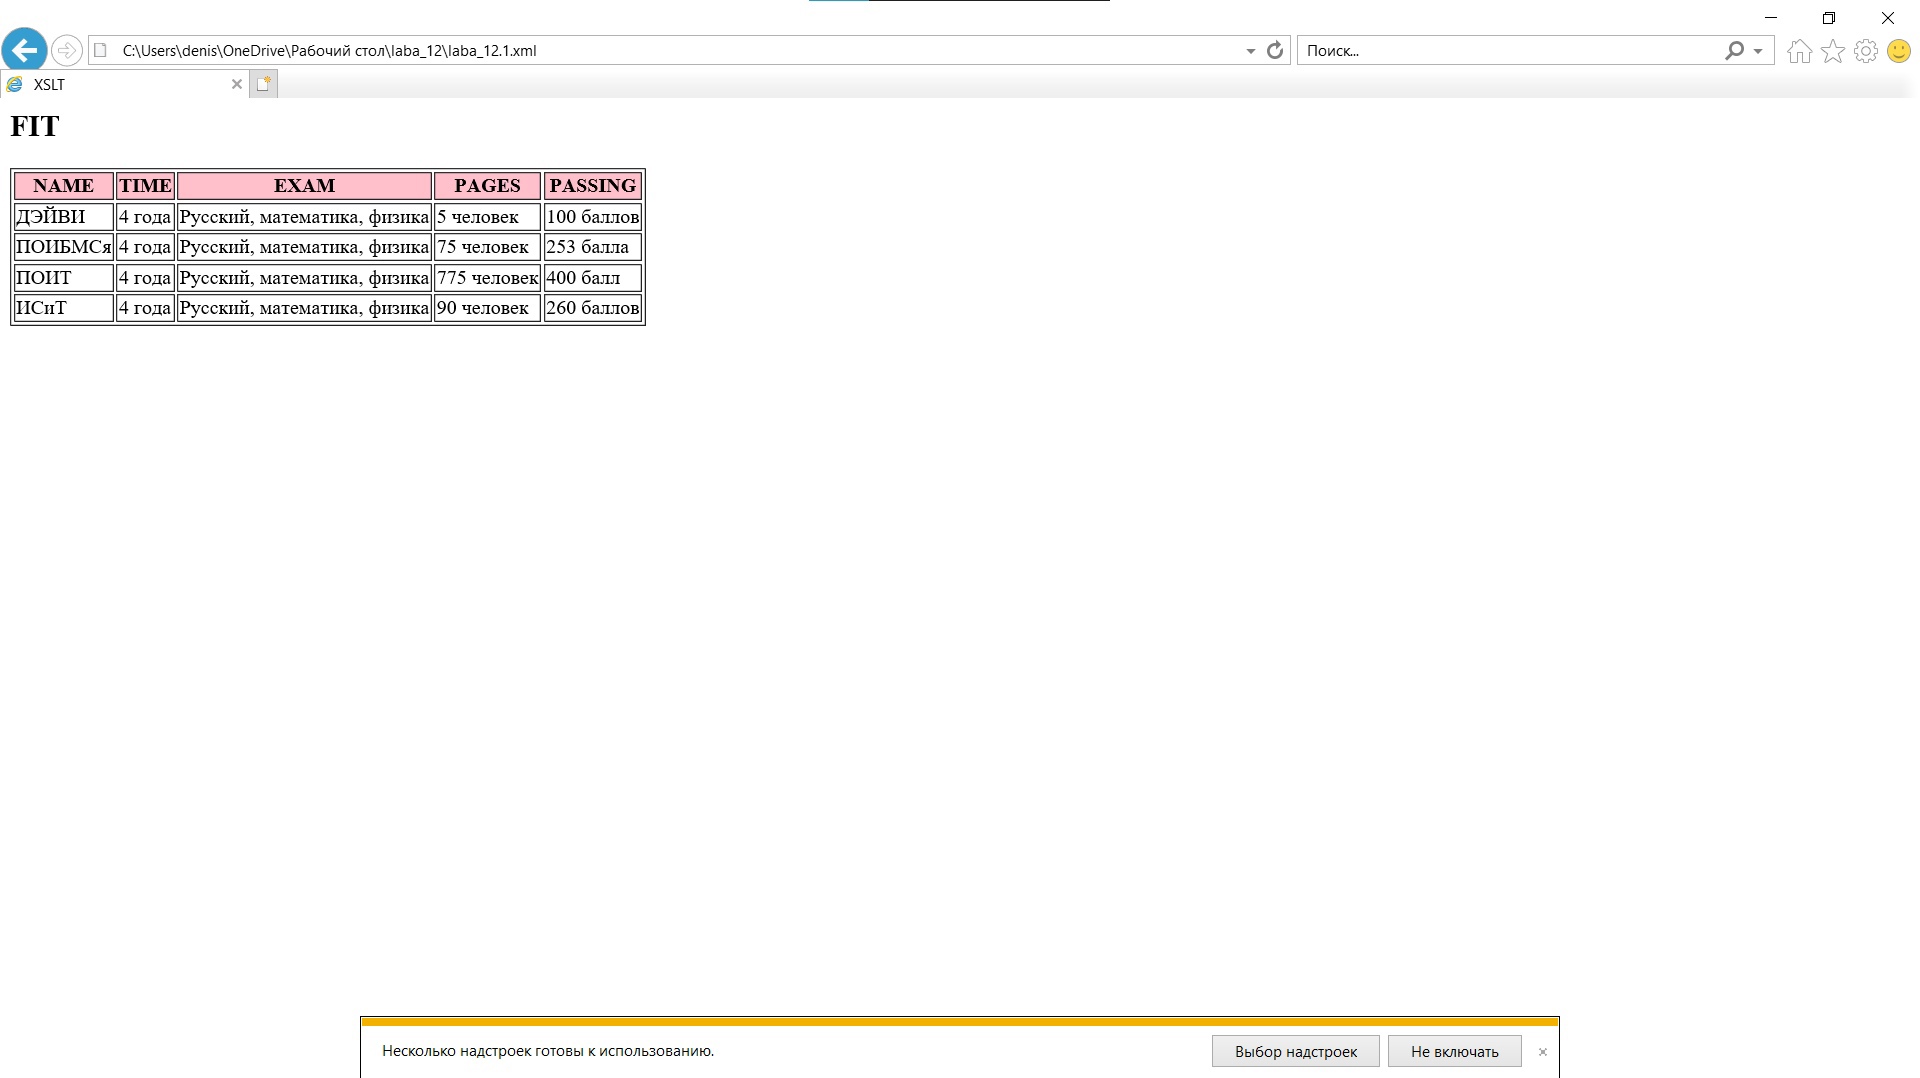 C:\Users\denis\OneDrive\Рабочий стол\laba_12\laba_12.1.xml Поиск...
XSLT
FIT
NAME TIME EXAM PAGES PASSING
ДЭЙВИ 4 года Русский, математика, физика 5 человек 100 баллов
ПОИБМСя 4 года Русский, математика, физика 75 человек 253 балла
ПОИТ 4 года Русский, математика, физика 775 человек 400 балл
ИСиТ 4 года Русский, математика, физика 90 человек 260 баллов
Несколько надстроек готовы к использованию. Выбор надстроек Не включать